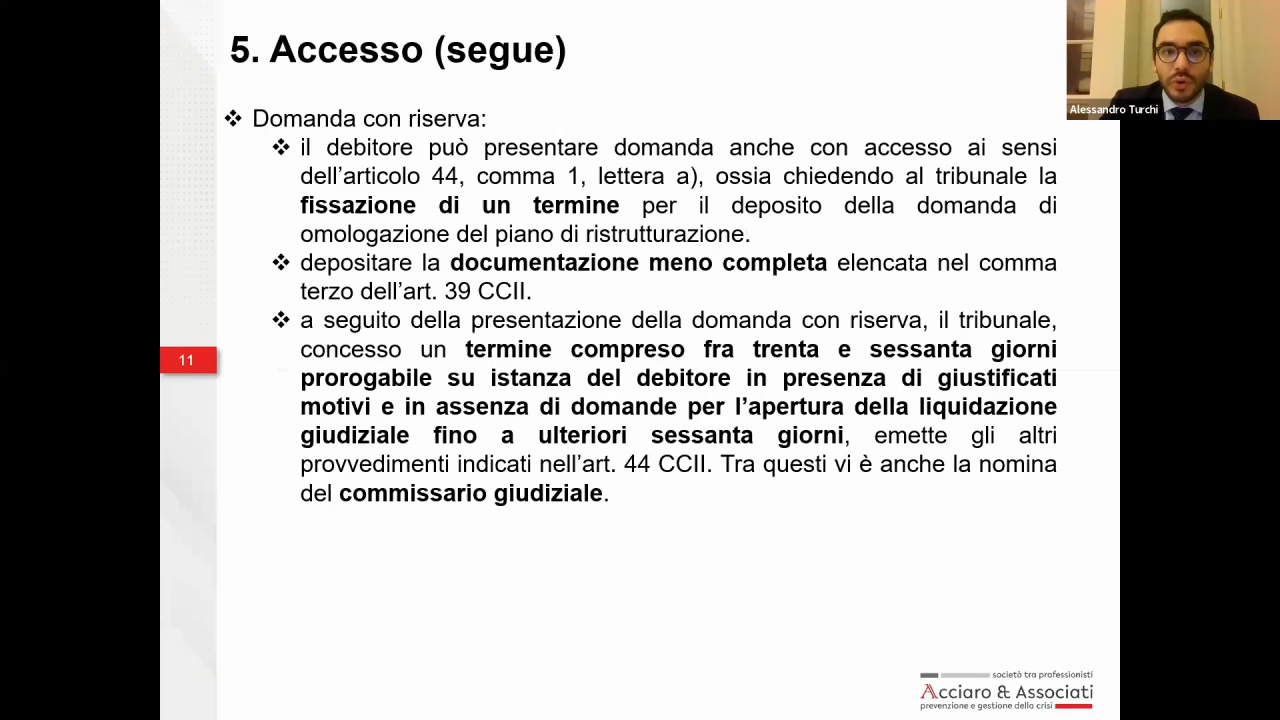 5. Accesso (segue)
Alessandro Turchi
Domanda con riserva:
il debitore può presentare domanda anche con accesso ai sensi
dell'articolo 44, comma 1, lettera a), ossia chiedendo al tribunale la
fissazione di un termine per il deposito della domanda di
omologazione del piano di ristrutturazione.
depositare la documentazione meno completa elencata nel comma
terzo dell'art. 39 CCII.
a seguito della presentazione della domanda con riserva, il tribunale,
concesso un termine compreso fra trenta e sessanta giorni
prorogabile su istanza del debitore in presenza di giustificati
motivi e in assenza di domande per l'apertura della liquidazione
giudiziale fino a ulteriori sessanta giorni, emette gli altri
provvedimenti indicati nell'art. 44 CCII. Tra questi vi è anche la nomina
del commissario giudiziale.
11
società tra professionisti
Acciaro & Associati
prevenzione e gestione della crisi